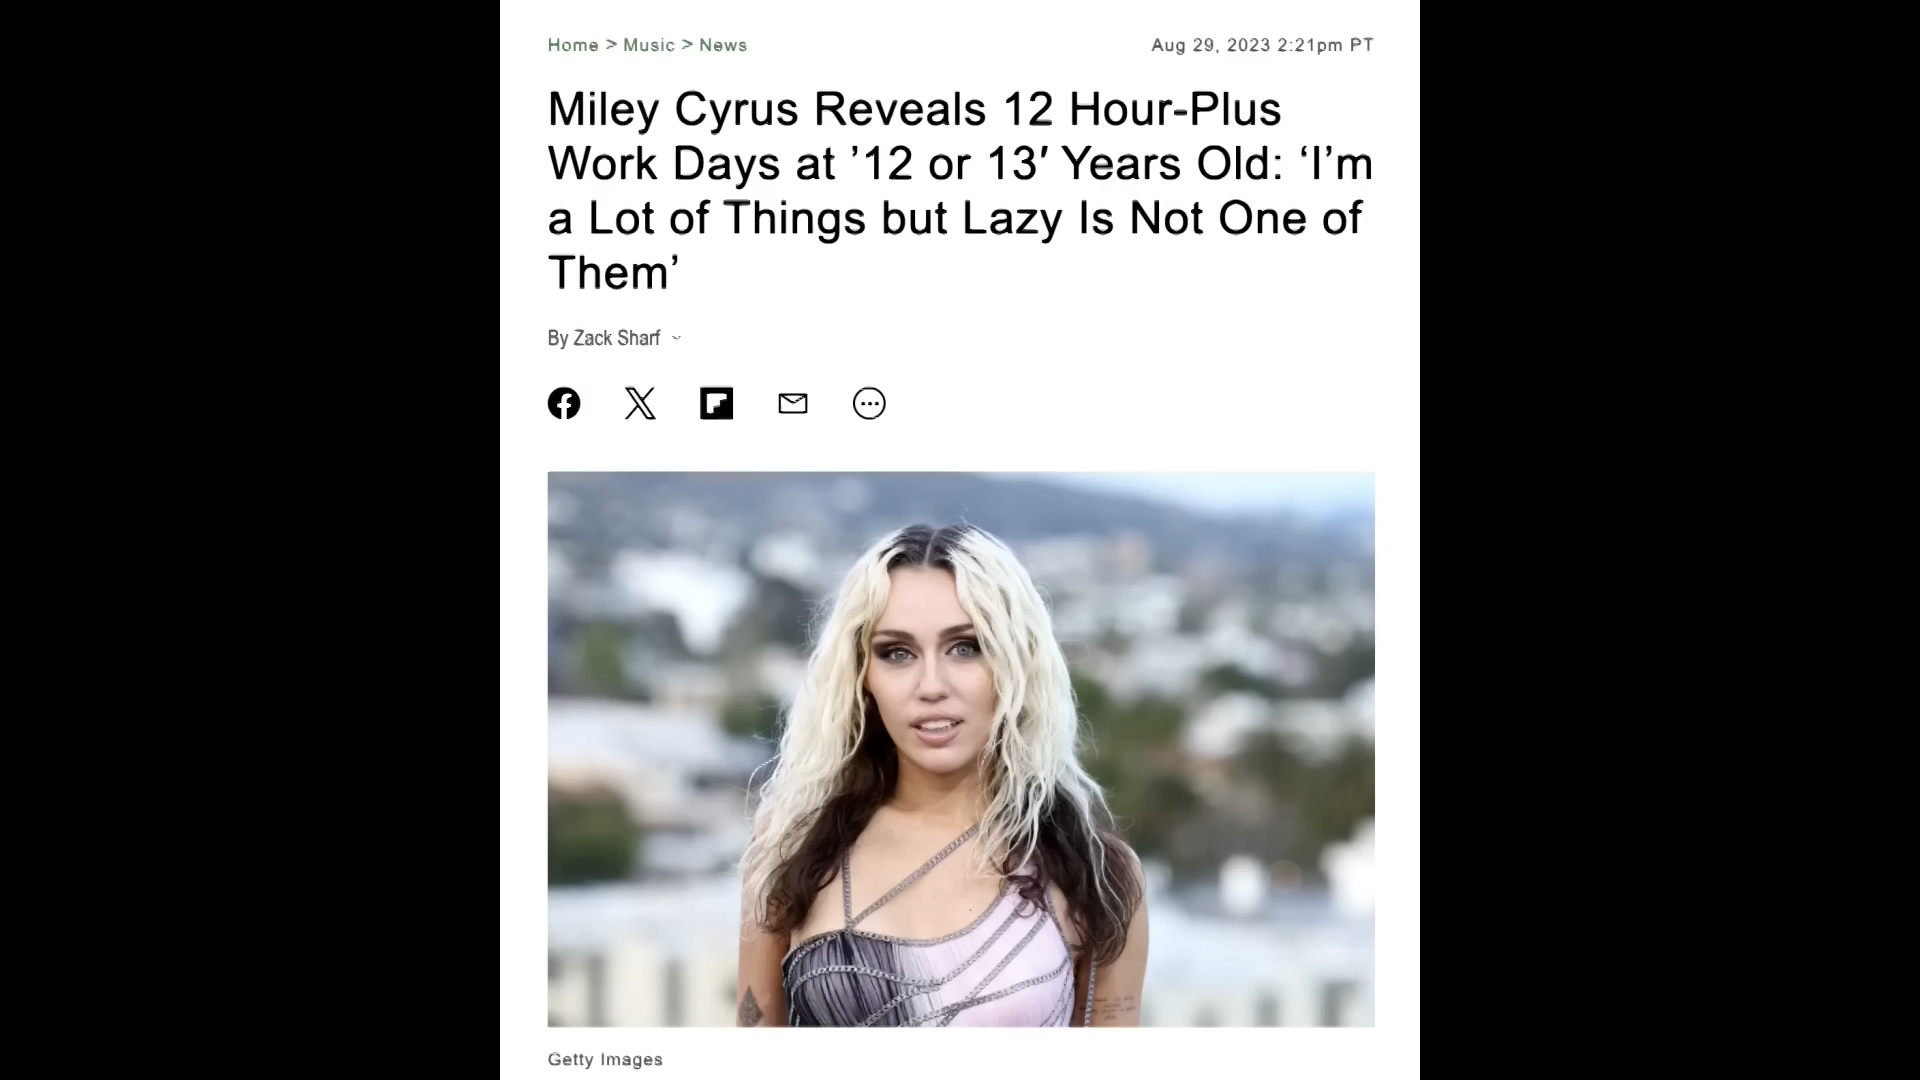 Home > Music > News
Aug 29, 2023 2:21pm PT
Miley Cyrus Reveals 12 Hour-Plus
Work Days at ’12 or 13′ Years Old: ‘I’m
a Lot of Things but Lazy Is Not One of
Them’
By Zack Sharf
Getty Images